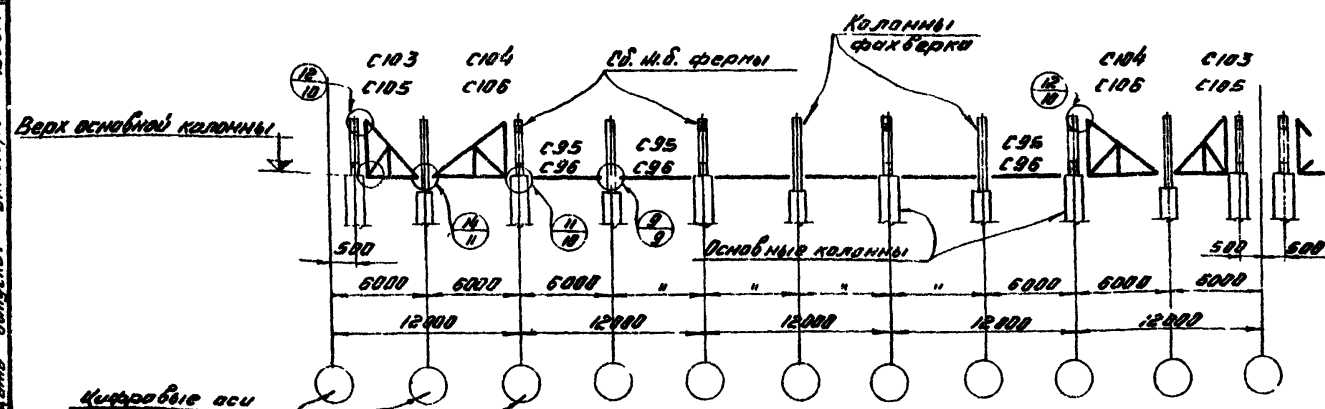 Колонны
фахверка
С103 С104 Сб. ж.б. фермы С104 С103
С105 С106 С106 С105
12
10
12
10
Верх основной колонны
С95 С95 С96
С96 С96 С96
14
11
11
10
9
9
Основные колонны
500 500 500
6000 6000 6000 " " " " 6000 6000 6000
12000 12000 12000 12000 12000
Цифровые оси